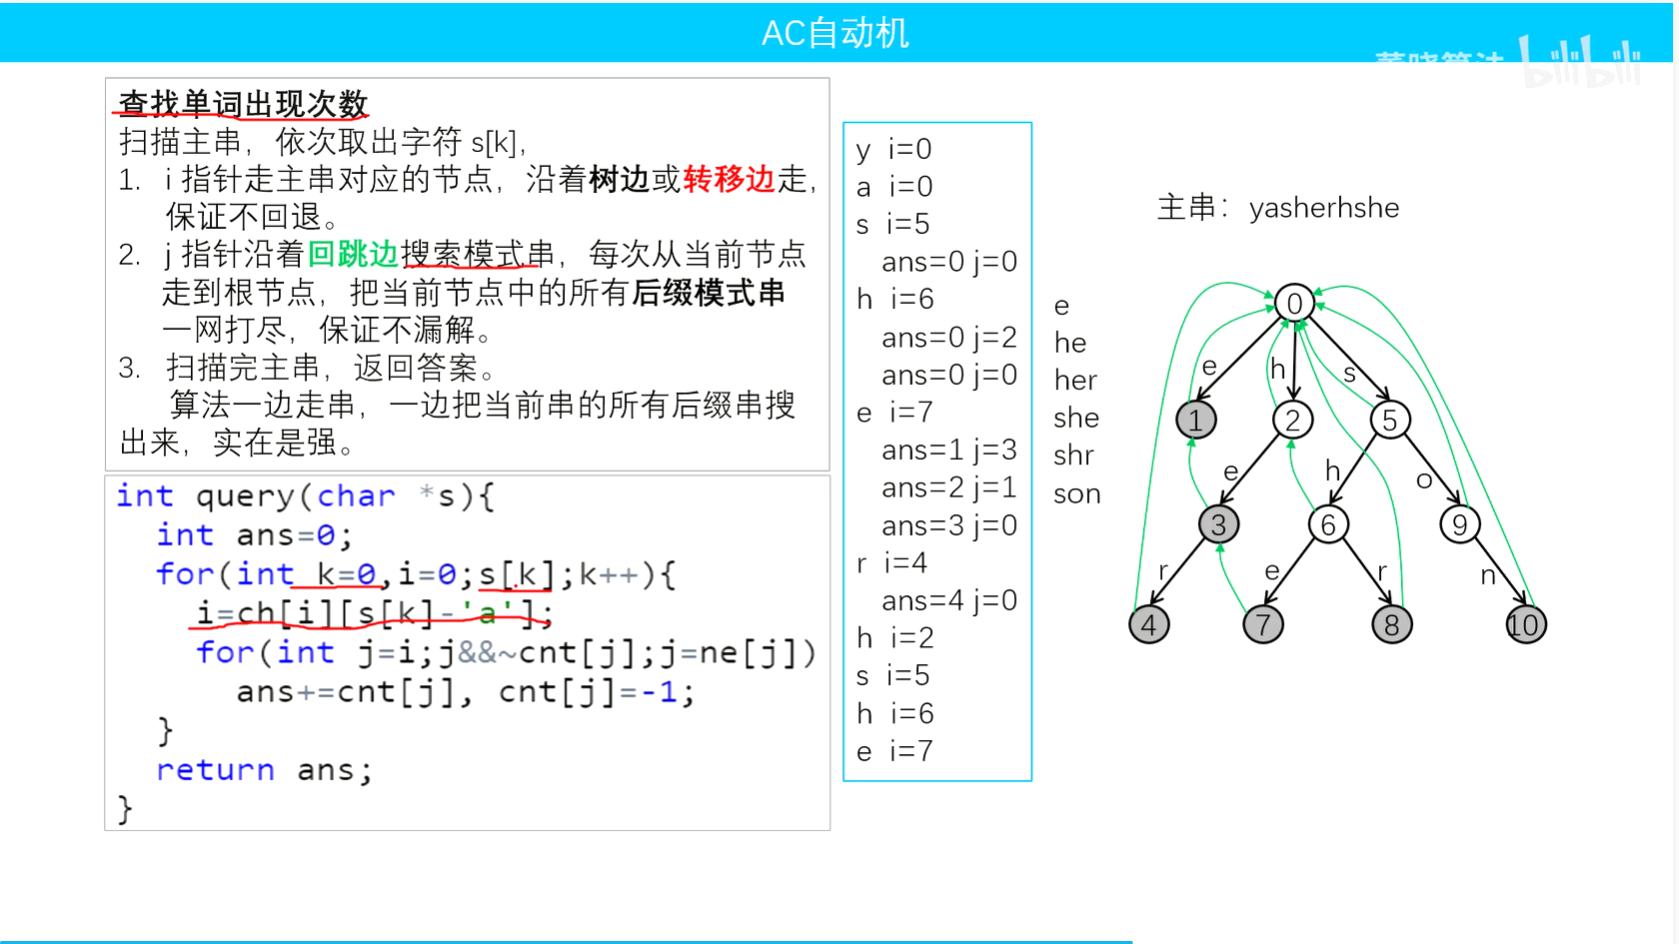 AC自动机
董晓算法 bilibili
查找单词出现次数
扫描主串，依次取出字符 s[k]，
1. i 指针走主串对应的节点，沿着树边或转移边走，
保证不回退。
2. j 指针沿着回跳边搜索模式串，每次从当前节点
走到根节点，把当前节点中的所有后缀模式串
一网打尽，保证不漏解。
3. 扫描完主串，返回答案。
算法一边走串，一边把当前串的所有后缀串搜
出来，实在是强。
int query(char *s){
int ans=0;
for(int k=0,i=0;s[k];k++){
i=ch[i][s[k]-'a'];
for(int j=i;j&&~cnt[j];j=ne[j])
ans+=cnt[j], cnt[j]=-1;
}
return ans;
}
y i=0
a i=0
s i=5
ans=0 j=0
h i=6
ans=0 j=2
ans=0 j=0
e i=7
ans=1 j=3
ans=2 j=1
ans=3 j=0
r i=4
ans=4 j=0
h i=2
s i=5
h i=6
e i=7
e
he
her
she
shr
son
主串：yasherhshe
0
e h s
1 2 5
e h o
3 6 9
r e r n
4 7 8 10